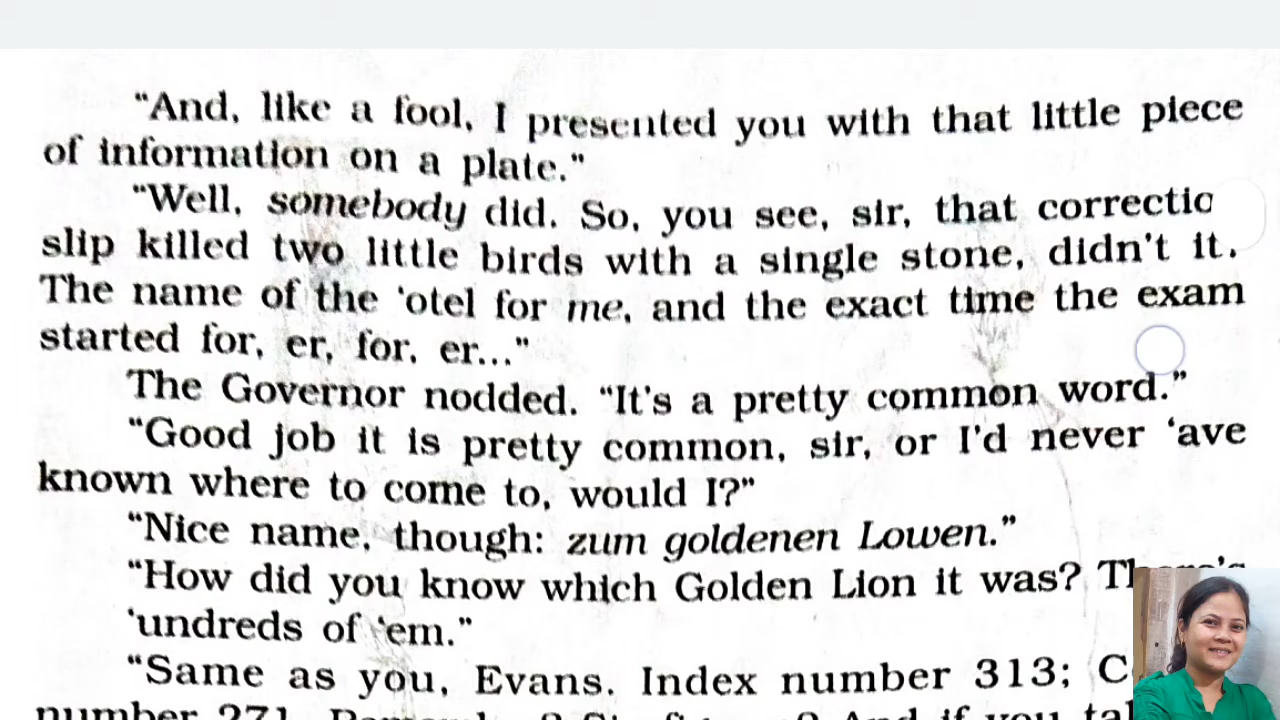 “And, like a fool, I presented you with that little piece
of information on a plate.”
“Well, somebody did. So, you see, sir, that correctio
slip killed two little birds with a single stone, didn't it.
The name of the ‘otel for me, and the exact time the exam
started for, er, for, er...”
The Governor nodded. “It's a pretty common word.”
“Good job it is pretty common, sir, or I'd never ‘ave
known where to come to, would I?”
“Nice name, though: zum goldenen Lowen.”
“How did you know which Golden Lion it was?
‘undreds of ‘em.”
“Same as you, Evans. Index number 313;
number 271.